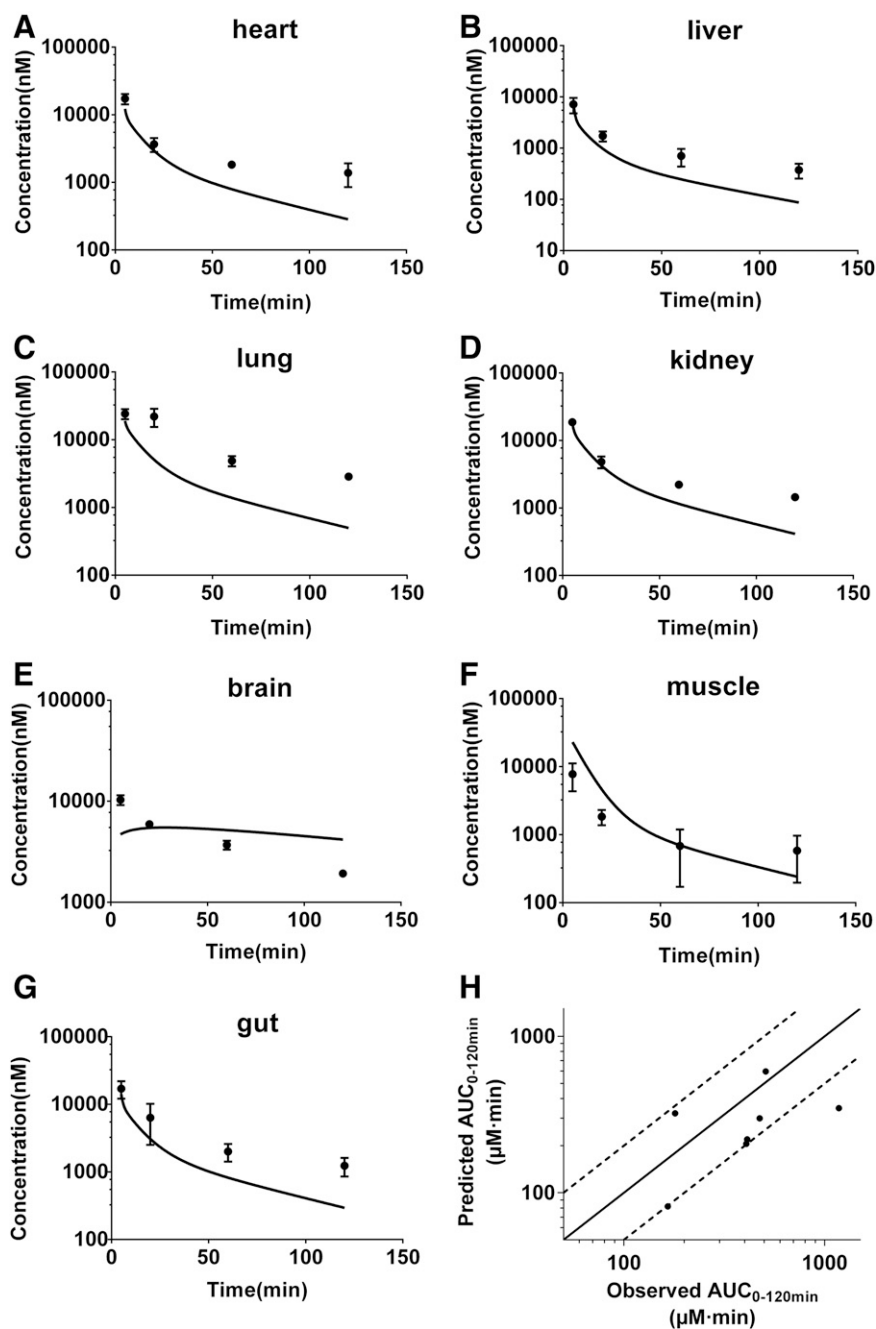 A
heart
Concentration(nM)
100000
10000
1000
100
0
50
100
150
Time(min)
B
liver
Concentration(nM)
100000
10000
1000
100
10
0
50
100
150
Time(min)
C
lung
Concentration(nM)
100000
10000
1000
100
0
50
100
150
Time(min)
D
kidney
Concentration(nM)
100000
10000
1000
100
0
50
100
150
Time(min)
E
brain
Concentration(nM)
100000
10000
1000
0
50
100
150
Time(min)
F
muscle
Concentration(nM)
100000
10000
1000
100
0
50
100
150
Time(min)
G
gut
Concentration(nM)
100000
10000
1000
100
0
50
100
150
Time(min)
H
Predicted AUC0-120min
(µM·min)
1000
100
100
1000
Observed AUC0-120min
(µM·min)